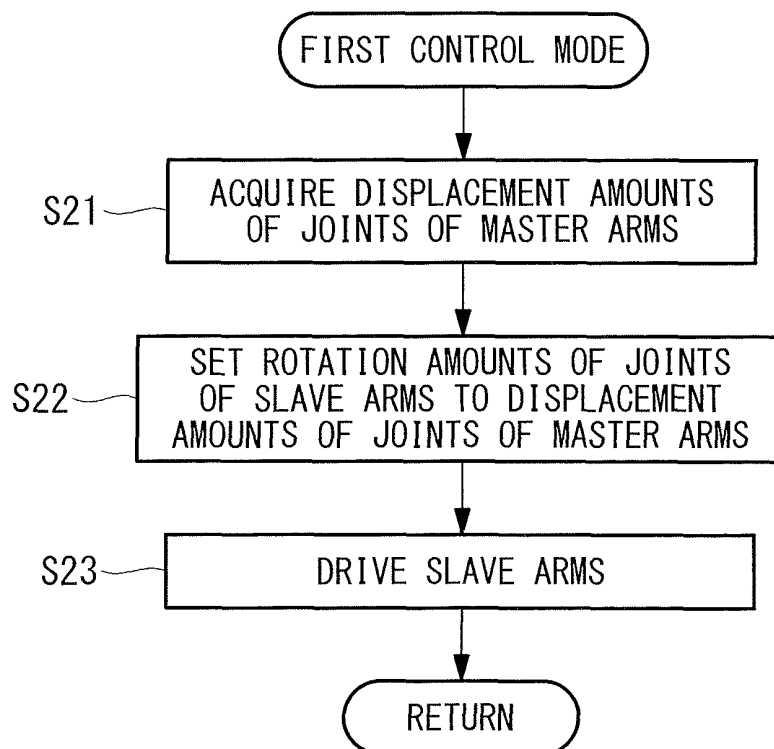 FIRST CONTROL MODE
S21
ACQUIRE DISPLACEMENT AMOUNTS
OF JOINTS OF MASTER ARMS
S22
SET ROTATION AMOUNTS OF JOINTS
OF SLAVE ARMS TO DISPLACEMENT
AMOUNTS OF JOINTS OF MASTER ARMS
S23
DRIVE SLAVE ARMS
RETURN